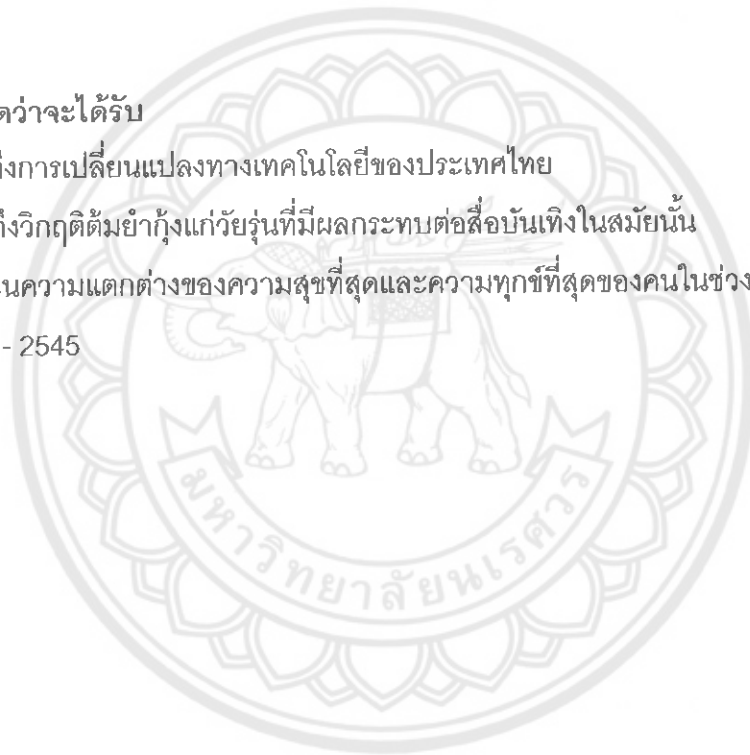 ดว่าจะได้รับ
ถึงการเปลี่ยนแปลงทางเทคโนโลยีของประเทศไทย
ถึงวิกฤติต้มยำกุ้งแก่วัยรุ่นที่มีผลกระทบต่อสื่อบันเทิงในสมัยนั้น
นความแตกต่างของความสุขที่สุดและความทุกข์ที่สุดของคนในช่วง
- 2545
มหาวิทยาลัยนเรศวร